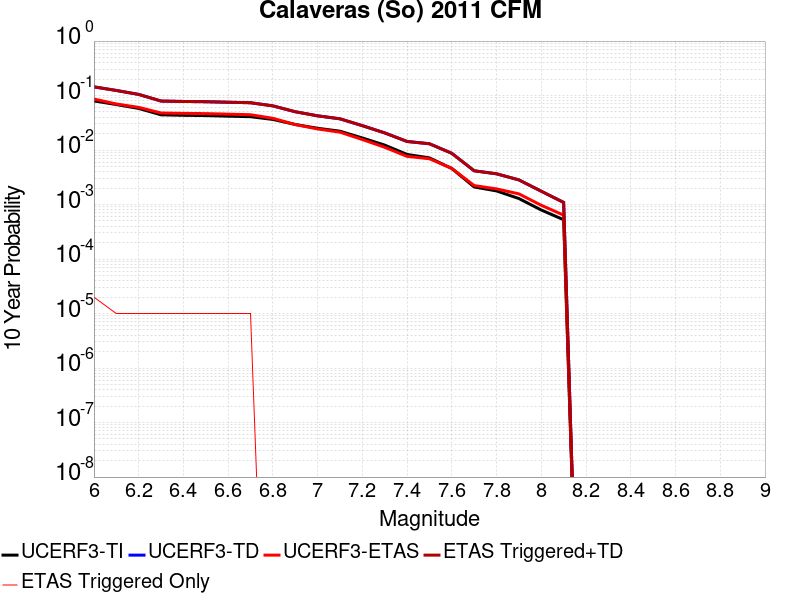 Calaveras (So) 2011 CFM
10 Year Probability
10^0
10^-1
10^-2
10^-3
10^-4
10^-5
10^-6
10^-7
10^-8
6 6.2 6.4 6.6 6.8 7 7.2 7.4 7.6 7.8 8 8.2 8.4 8.6 8.8 9
Magnitude
UCERF3-TI UCERF3-TD UCERF3-ETAS ETAS Triggered+TD
ETAS Triggered Only